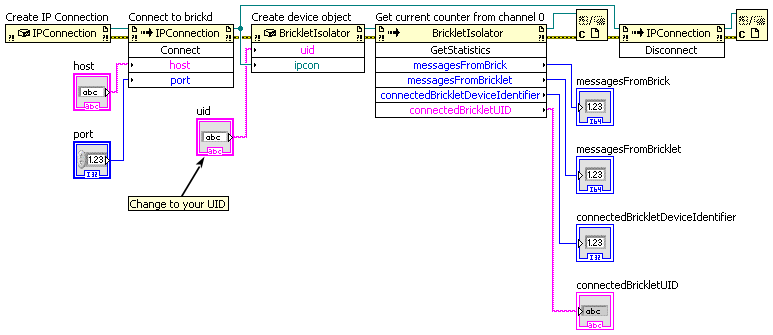 Create IP Connection
Connect to brickd
Create device object
Get current counter from channel 0
IPConnection
IPConnection
BrickletIsolator
BrickletIsolator
IPConnection
Connect
uid
GetStatistics
Disconnect
host
ipcon
messagesFromBrick
port
messagesFromBricklet
connectedBrickletDeviceIdentifier
connectedBrickletUID
host
abc
abc
port
1.23
I32
uid
abc
abc
Change to your UID
messagesFromBrick
1.23
I64
messagesFromBricklet
1.23
I64
connectedBrickletDeviceIdentifier
1.23
I32
connectedBrickletUID
abc
abc
C
C